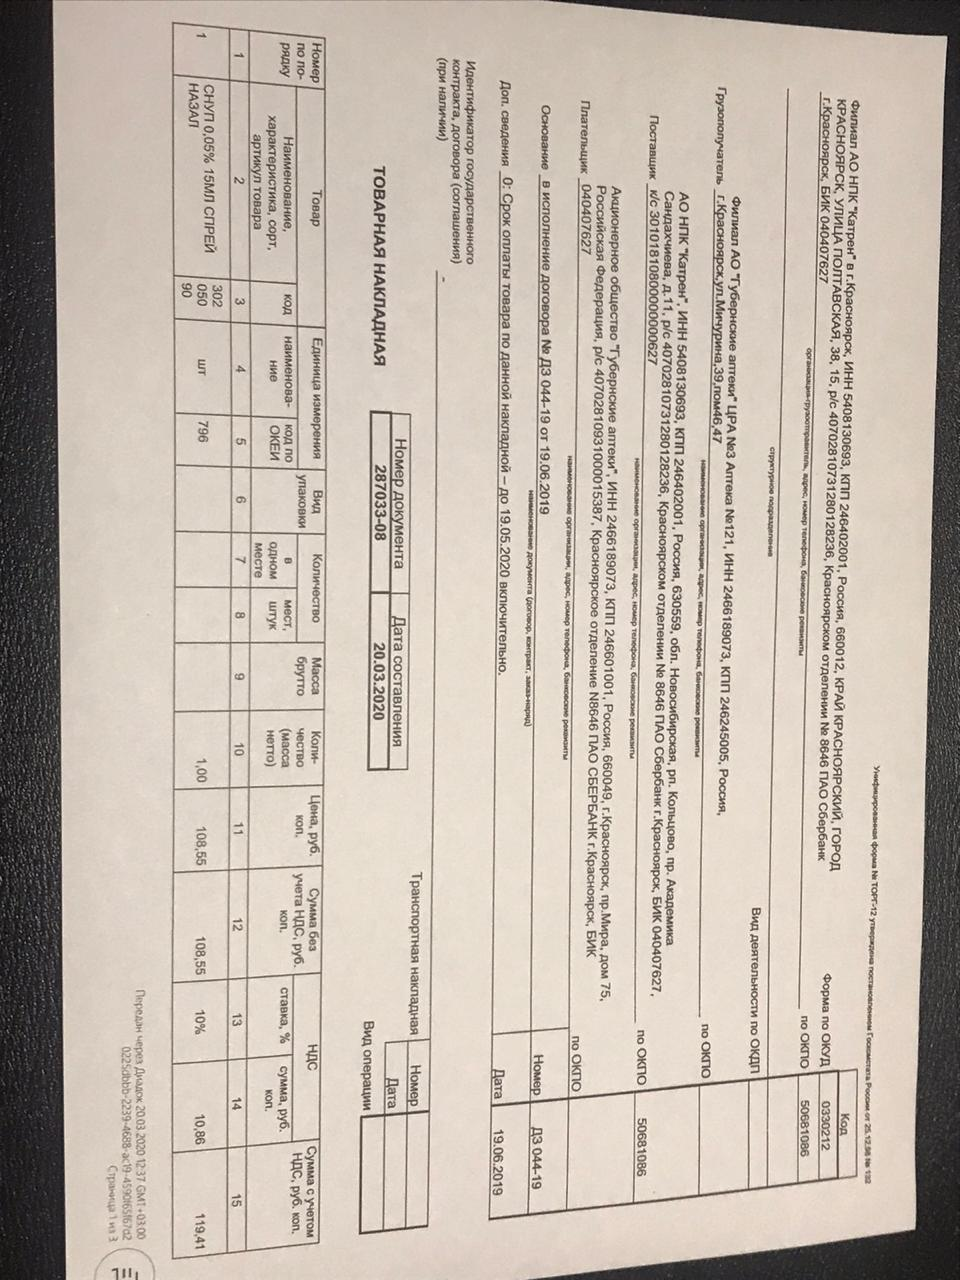 Унифицированная форма № ТОРГ-12 утверждена постановлением Госкомстата России от 25.12.98 № 132
Код
Форма по ОКУД 0330212
Филиал АО НПК "Катрен" в г.Красноярск, ИНН 5408130693, КПП 246402001, Россия, 660012, КРАЙ КРАСНОЯРСКИЙ, ГОРОД
КРАСНОЯРСК, УЛИЦА ПОЛТАВСКАЯ, 38, 15, р/с 40702810731280128236, Красноярском отделении № 8646 ПАО Сбербанк
г.Красноярск, БИК 040407627
по ОКПО 50681086
организация-грузоотправитель, адрес, номер телефона, банковские реквизиты
структурное подразделение
Вид деятельности по ОКДП
Грузополучатель Филиал АО "Губернские аптеки" ЦРА №3 Аптека №121, ИНН 2466189073, КПП 246245005, Россия,
г.Красноярск,ул.Мичурина,39,пом46,47
по ОКПО
наименование организации, адрес, номер телефона, банковские реквизиты
Поставщик АО НПК "Катрен", ИНН 5408130693, КПП 246402001, Россия, 630559, обл. Новосибирская, рп. Кольцово, пр. Академика
Сандахчиева, д.11, р/с 40702810731280128236, Красноярском отделении № 8646 ПАО Сбербанк г.Красноярск, БИК 040407627,
к/с 30101810800000000627
по ОКПО 50681086
наименование организации, адрес, номер телефона, банковские реквизиты
Плательщик Акционерное общество "Губернские аптеки", ИНН 2466189073, КПП 246601001, Россия, 660049, г.Красноярск, пр.Мира, дом 75,
Российская Федерация, р/с 40702810931000015387, Красноярское отделение N8646 ПАО СБЕРБАНК г.Красноярск, БИК
040407627
по ОКПО
наименование организации, адрес, номер телефона, банковские реквизиты
Основание в исполнение договора № ДЗ 044-19 от 19.06.2019
Номер ДЗ 044-19
наименование документа (договор, контракт, заказ-наряд)
Доп. сведения 0: Срок оплаты товара по данной накладной – до 19.05.2020 включительно.
Дата 19.06.2019
Идентификатор государственного
контракта, договора (соглашения)
(при наличии) -
Транспортная накладная Номер
Дата
Вид операции
Номер документа Дата составления
ТОВАРНАЯ НАКЛАДНАЯ 287033-08 20.03.2020
Номер по по-рядку
Товар
Наименование, характеристика, сорт, артикул товара
код
Единица измерения
наименова-ние
код по ОКЕИ
Вид упаковки
Количество
в одном месте
мест, штук
Масса брутто
Коли-чество (масса нетто)
Цена, руб. коп.
Сумма без учета НДС, руб. коп.
НДС
ставка, %
сумма, руб. коп.
Сумма с учетом НДС, руб. коп.
1 2 3 4 5 6 7 8 9 10 11 12 13 14 15
1 СНУП 0,05% 15МЛ СПРЕЙ НАЗАЛ 302 050 90 шт 796 1,00 108,55 108,55 10% 10,86 119,41
Передан через Диадок 20.03.2020 12:37 GMT+03:00
0225dbbb-2239-4688-ac19-4590f65f67d2
Страница 1 из 3